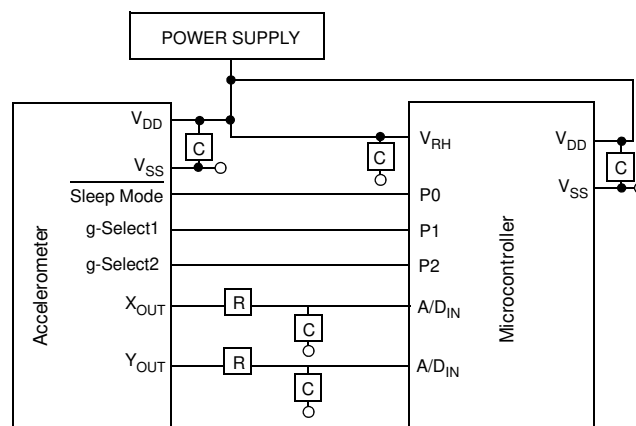 POWER SUPPLY
Accelerometer
VDD
VSS
Sleep Mode
g-Select1
g-Select2
XOUT
YOUT
C
C
R
C
R
C
Microcontroller
VRH
P0
P1
P2
A/DIN
A/DIN
VDD
VSS
C